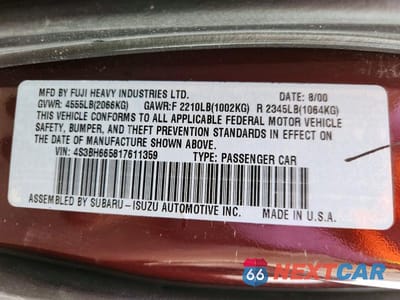 MFD BY FUJI HEAVY INDUSTRIES LTD. DATE: 8/00
GVWR: 4555LB(2066KG) GAWR:F 2210LB(1002KG) R 2345LB(1064KG)
THIS VEHICLE CONFORMS TO ALL APPLICABLE FEDERAL MOTOR VEHICLE
SAFETY, BUMPER, AND THEFT PREVENTION STANDARDS IN EFFECT ON
THE DATE OF MANUFACTURE SHOWN ABOVE.
VIN: 4S3BH665817611359 TYPE: PASSENGER CAR
ASSEMBLED BY SUBARU-ISUZU AUTOMOTIVE INC. MADE IN U.S.A.
66 NEXTCAR